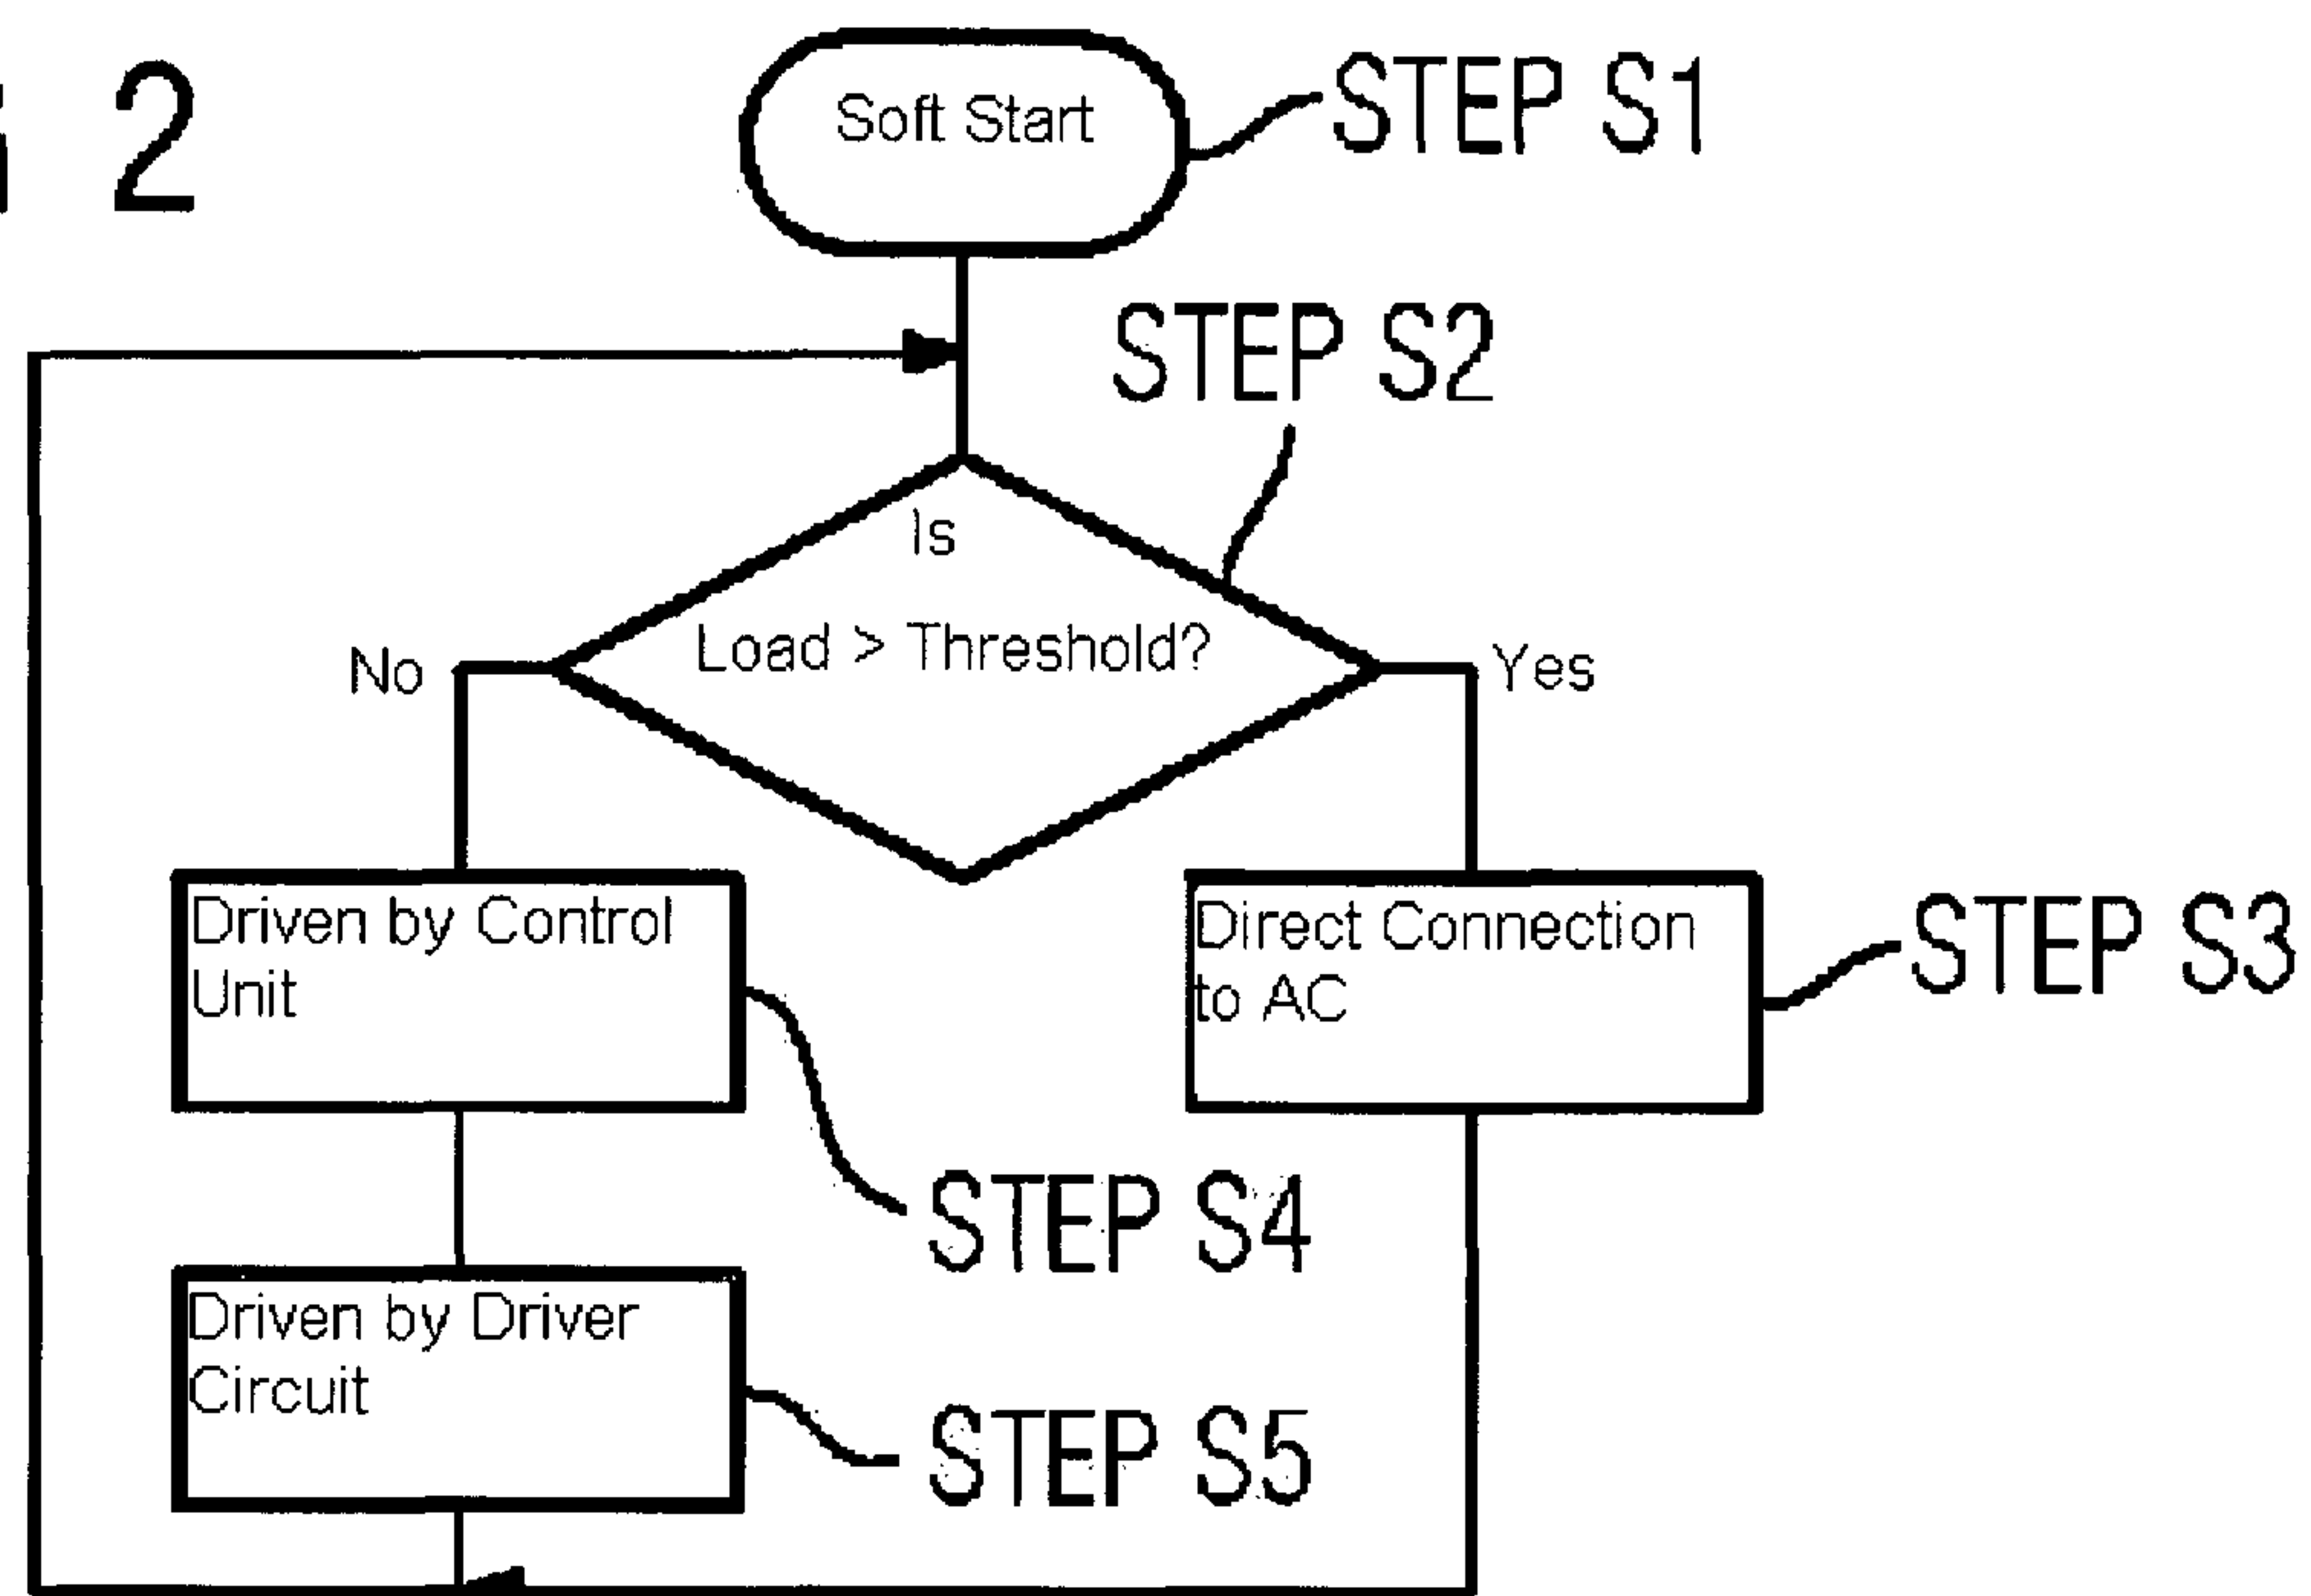 2
Soft Start
STEP S1
STEP S2
Is
Load > Threshold?
No
Yes
Driven by Control
Unit
Direct Connection
to AC
STEP S3
STEP S4
Driven by Driver
Circuit
STEP S5